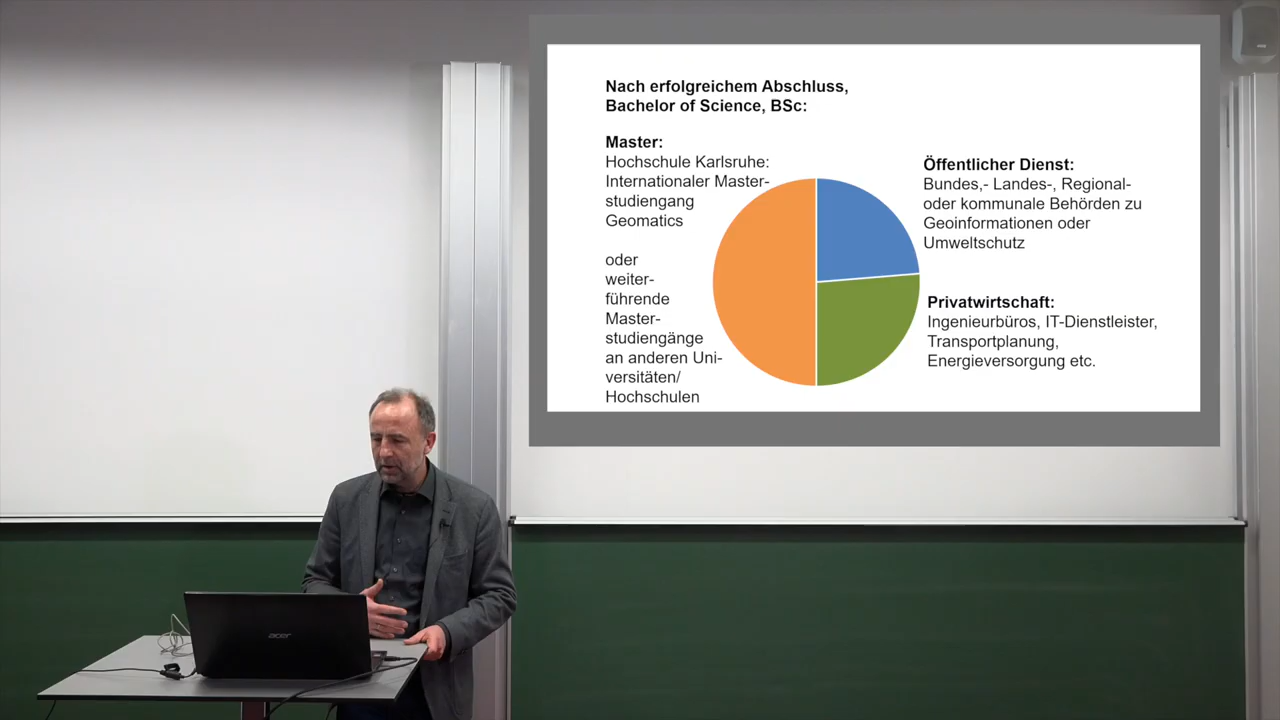 Nach erfolgreichem Abschluss,
Bachelor of Science, BSc:
Master:
Hochschule Karlsruhe:
Internationaler Master-
studiengang
Geomatics
oder
weiter-
führende
Master-
studiengänge
an anderen Uni-
versitäten/
Hochschulen
Öffentlicher Dienst:
Bundes,- Landes-, Regional-
oder kommunale Behörden zu
Geoinformationen oder
Umweltschutz
Privatwirtschaft:
Ingenieurbüros, IT-Dienstleister,
Transportplanung,
Energieversorgung etc.
acer